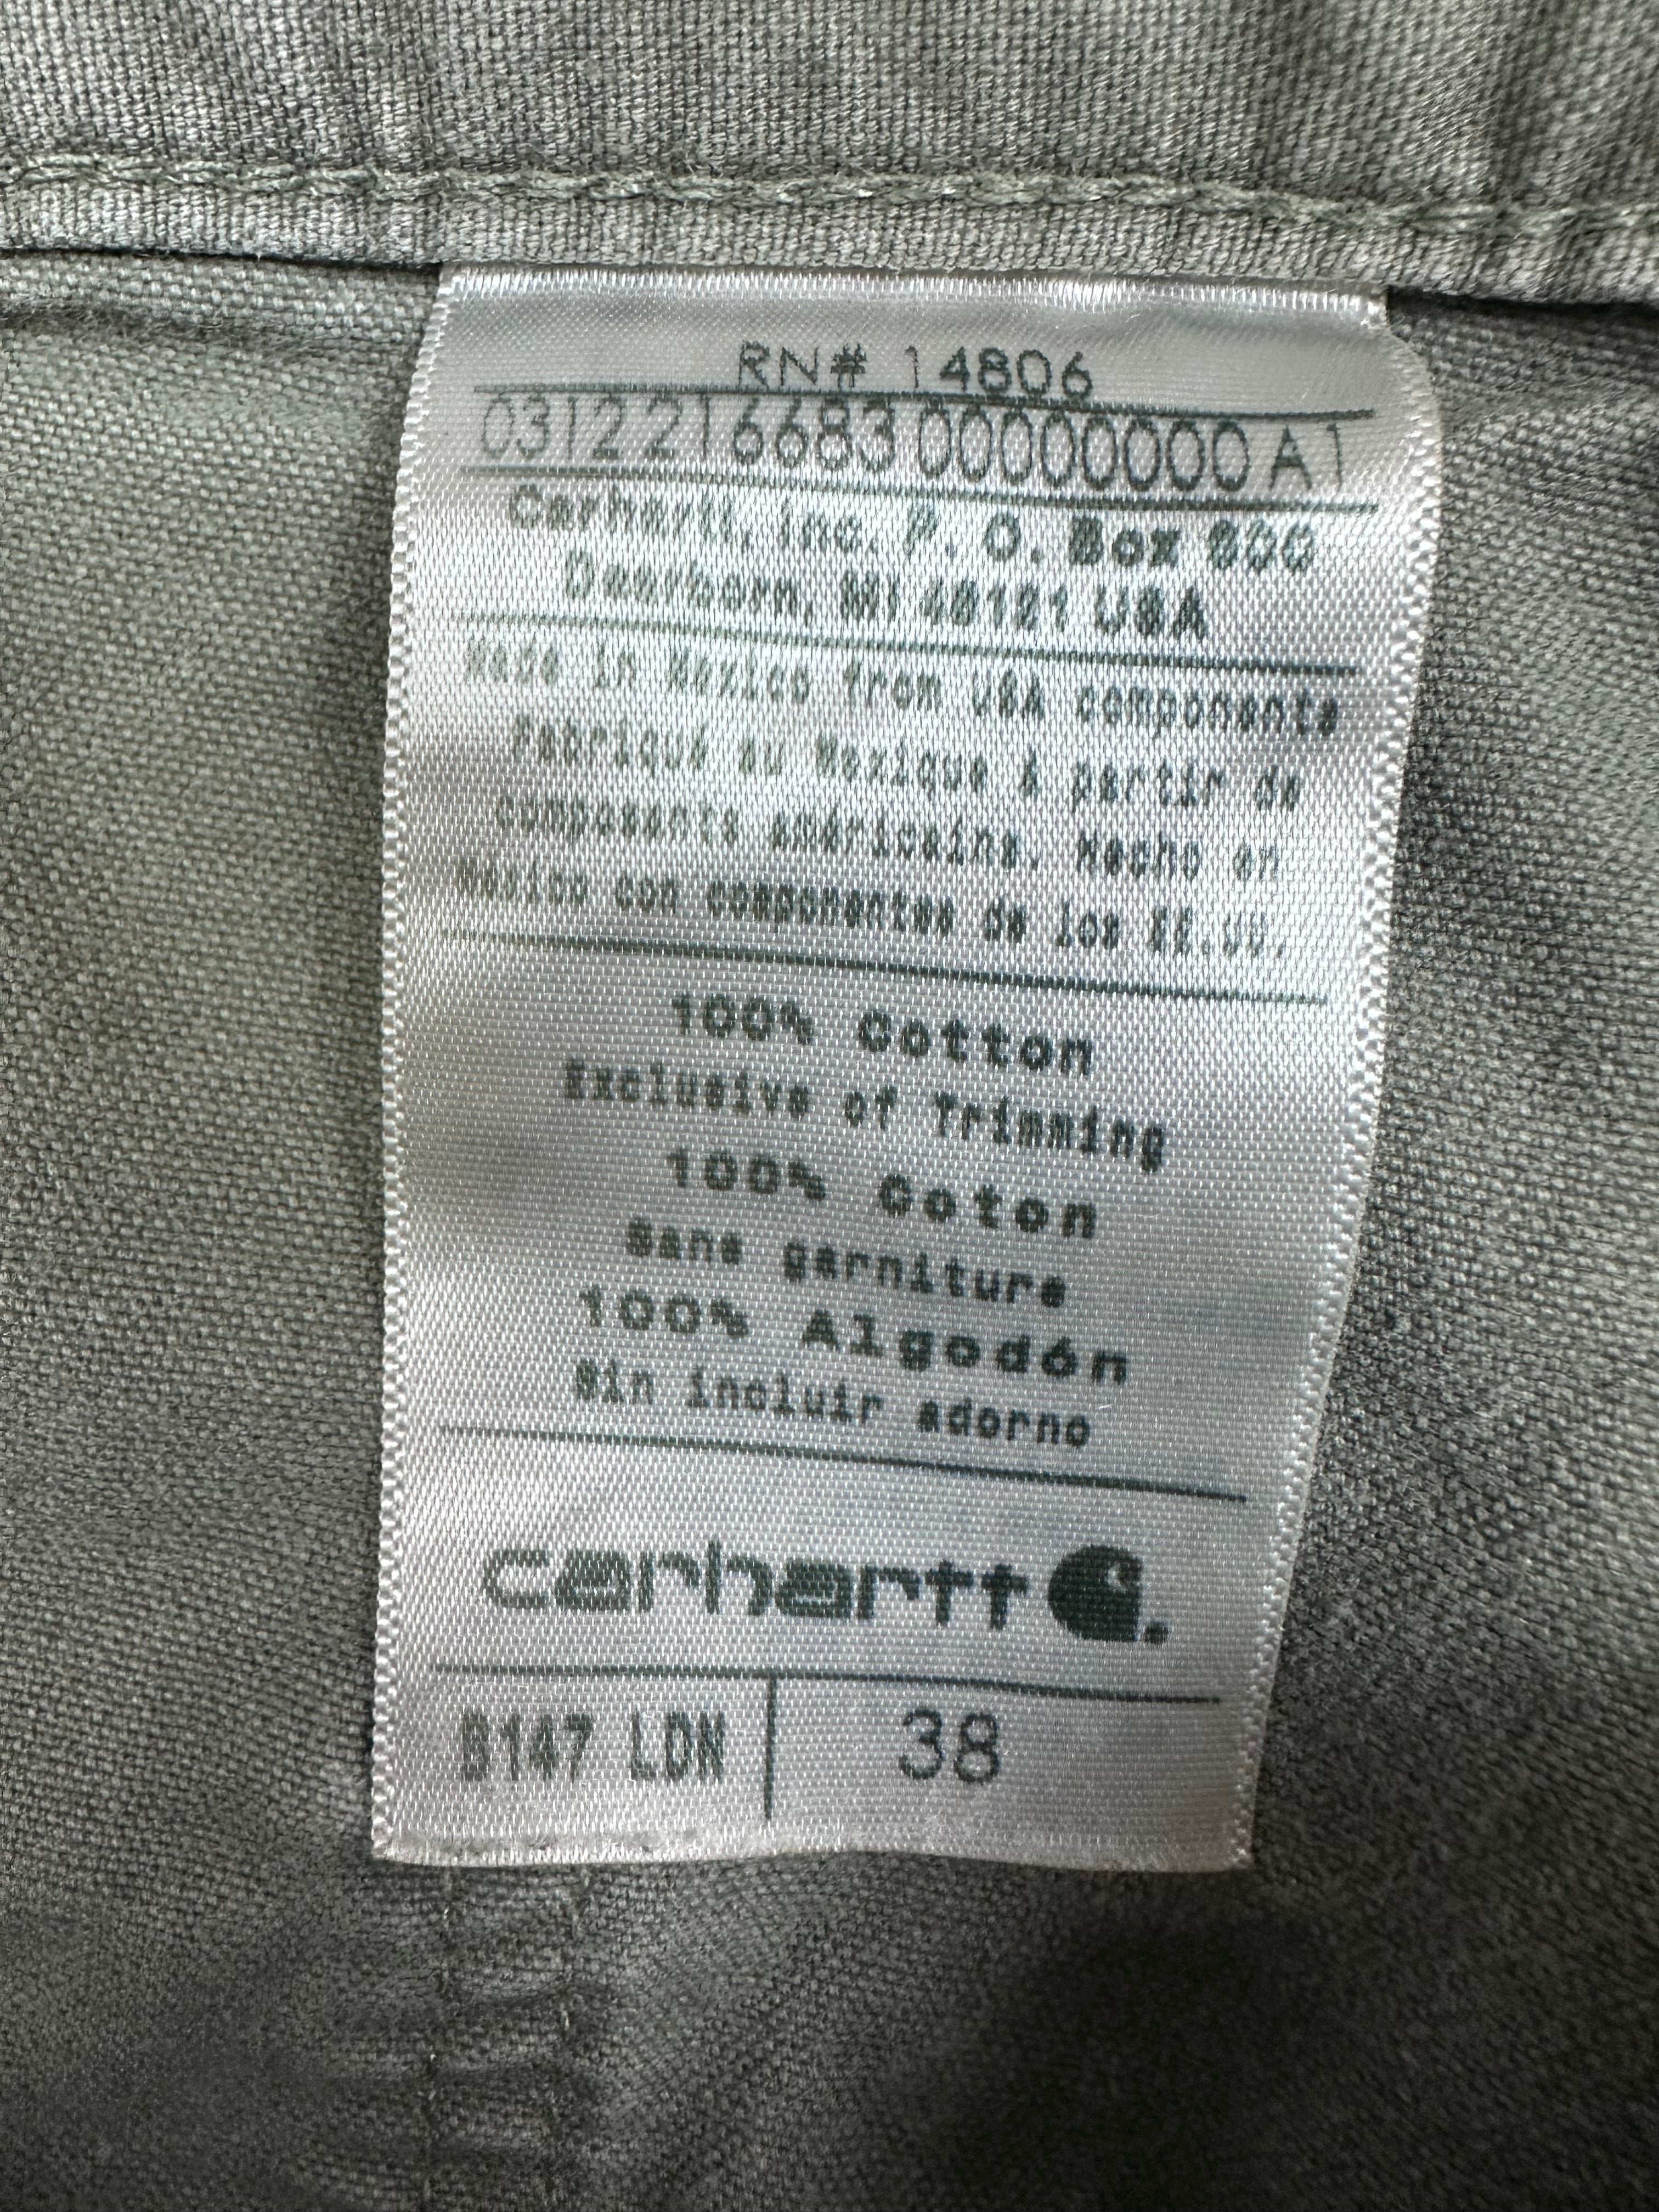 RN# 14806
0312216683 00000000 A1
Carhartt, Inc. P. O. Box 600
Dearborn, MI 48121 USA
Made in Mexico from USA components
Fabriqué au Mexique à partir de
composants américains. Hecho en
México con componentes de los EE.UU.
100% Cotton
Exclusive of Trimming
100% Coton
Sans garniture
100% Algodón
Sin incluir adorno
carhartt
B147 LDN 38